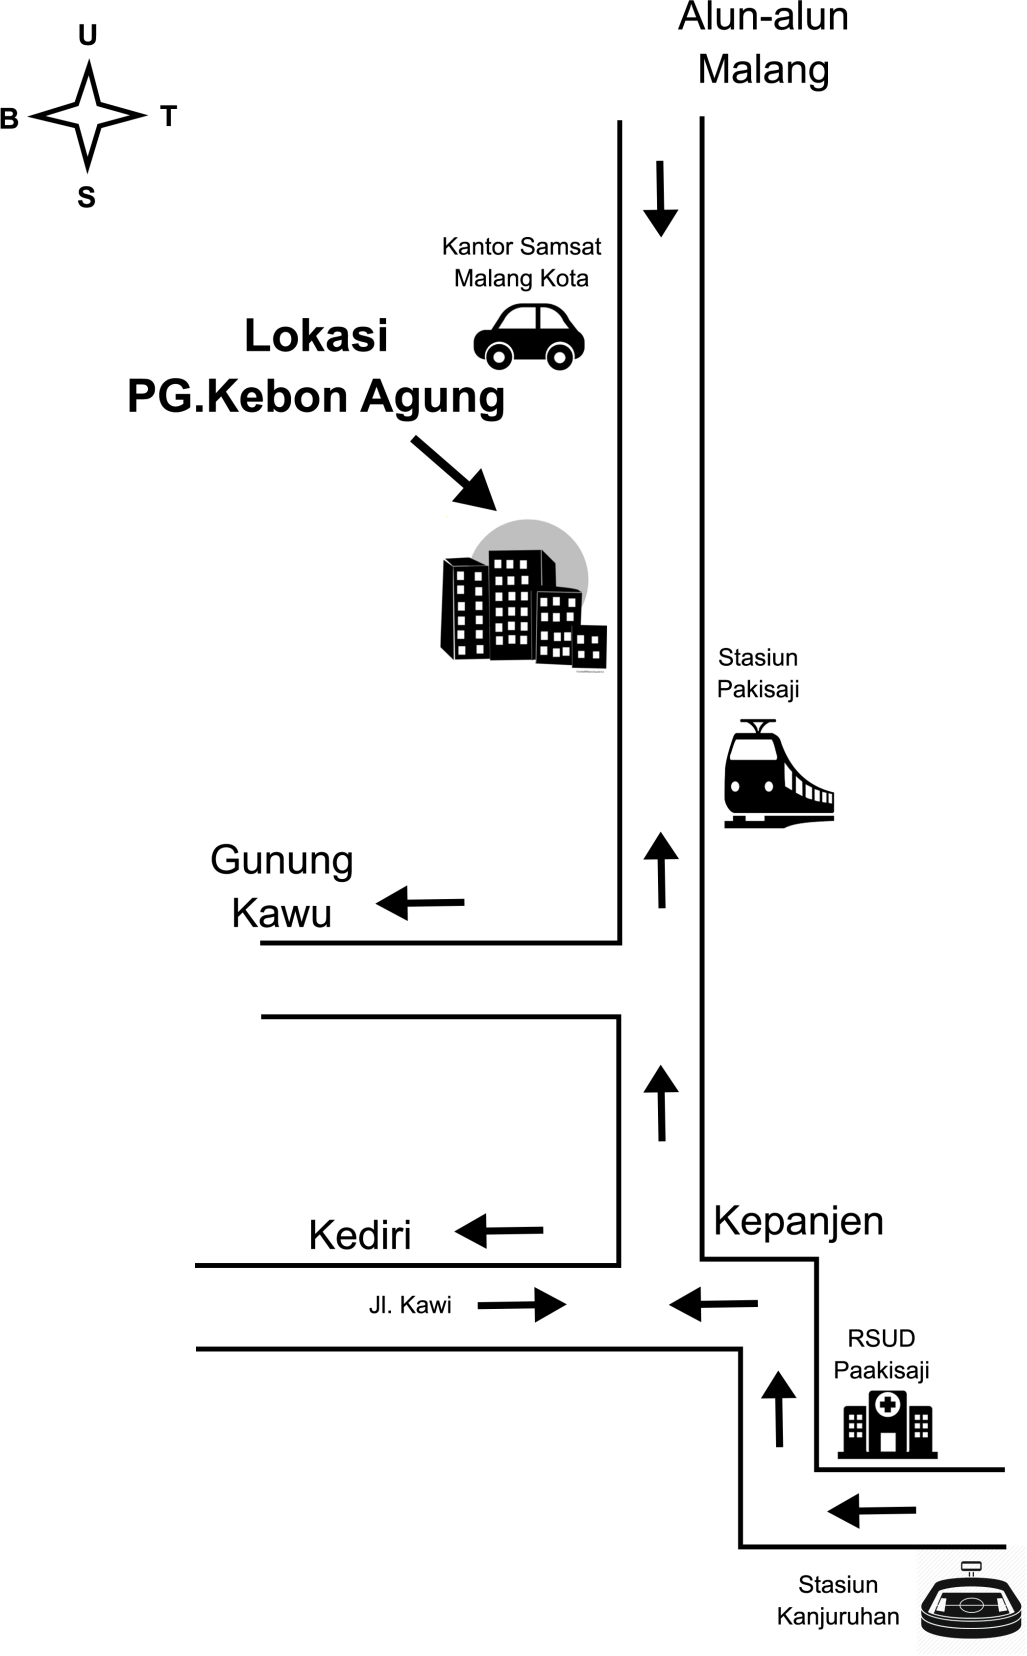 Alun-alun
Malang
U
B
T
S
Kantor Samsat
Malang Kota
Lokasi
PG.Kebon Agung
Stasiun
Pakisaji
Gunung
Kawu
Kepanjen
Kediri
Jl. Kawi
RSUD
Paakisaji
Stasiun
Kanjuruhan